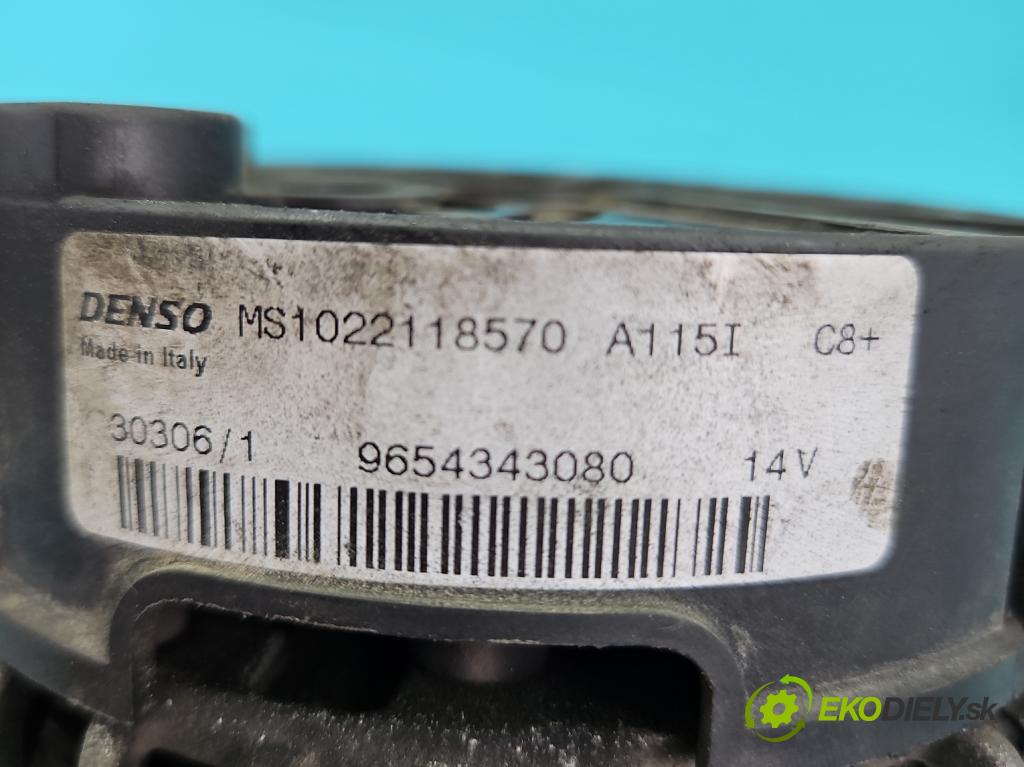 DENSO MS1022118570 A115I C8+
Made in Italy
30306/1 9654343080 14V
EKODIELY.sk